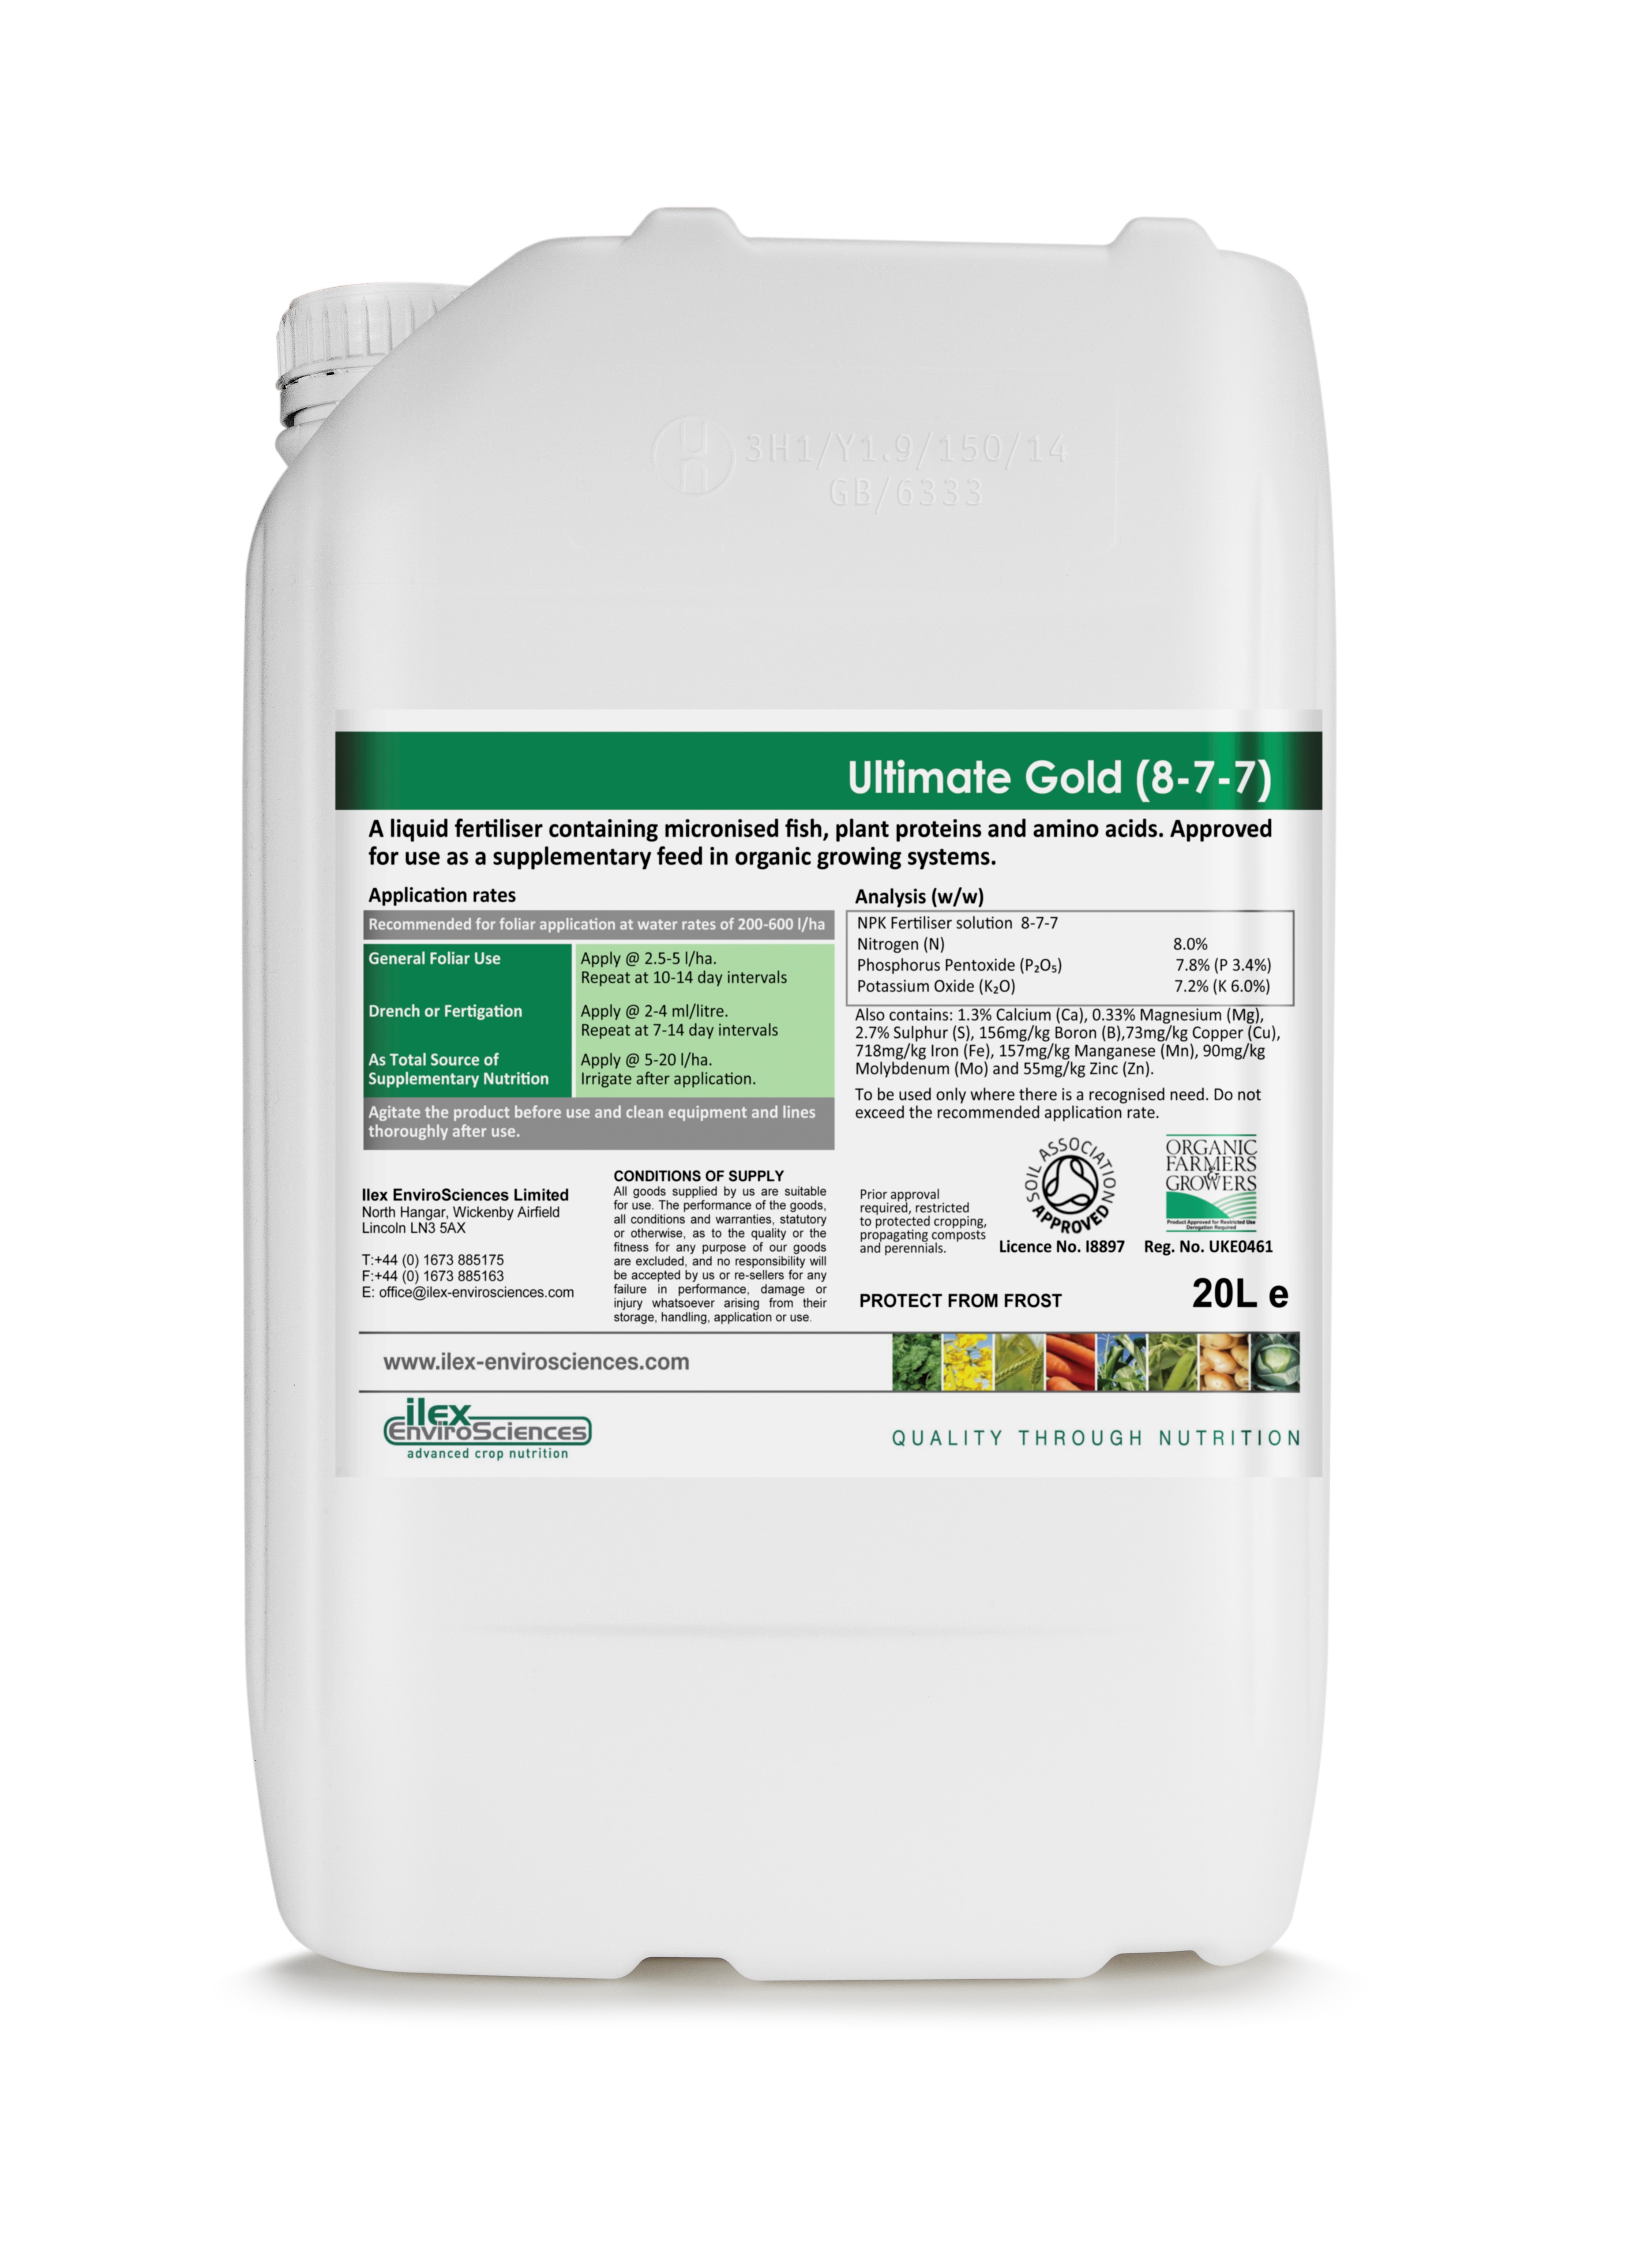 3H1/Y1.9/150/14
GB/6333
Ultimate Gold (8-7-7)
A liquid fertiliser containing micronised fish, plant proteins and amino acids. Approved
for use as a supplementary feed in organic growing systems.
Application rates
Recommended for foliar application at water rates of 200-600 l/ha
General Foliar Use
Apply @ 2.5-5 l/ha.
Repeat at 10-14 day intervals
Drench or Fertigation
Apply @ 2-4 ml/litre.
Repeat at 7-14 day intervals
As Total Source of
Supplementary Nutrition
Apply @ 5-20 l/ha.
Irrigate after application.
Agitate the product before use and clean equipment and lines
thoroughly after use.
Analysis (w/w)
NPK Fertiliser solution 8-7-7
Nitrogen (N) 8.0%
Phosphorus Pentoxide (P₂O₅) 7.8% (P 3.4%)
Potassium Oxide (K₂O) 7.2% (K 6.0%)
Also contains: 1.3% Calcium (Ca), 0.33% Magnesium (Mg),
2.7% Sulphur (S), 156mg/kg Boron (B),73mg/kg Copper (Cu),
718mg/kg Iron (Fe), 157mg/kg Manganese (Mn), 90mg/kg
Molybdenum (Mo) and 55mg/kg Zinc (Zn).
To be used only where there is a recognised need. Do not
exceed the recommended application rate.
Ilex EnviroSciences Limited
North Hangar, Wickenby Airfield
Lincoln LN3 5AX
T:+44 (0) 1673 885175
F:+44 (0) 1673 885163
E: office@ilex-envirosciences.com
CONDITIONS OF SUPPLY
All goods supplied by us are suitable
for use. The performance of the goods,
all conditions and warranties, statutory
or otherwise, as to the quality or the
fitness for any purpose of our goods
are excluded, and no responsibility will
be accepted by us or re-sellers for any
failure in performance, damage or
injury whatsoever arising from their
storage, handling, application or use.
Prior approval
required, restricted
to protected cropping,
propagating composts
and perennials.
SOIL ASSOCIATION
APPROVED
Licence No. I8897
ORGANIC
FARMERS
&
GROWERS
Product Approved for Restricted Use
Derogation Required
Reg. No. UKE0461
PROTECT FROM FROST
20L e
www.ilex-envirosciences.com
ilex
EnviroSciences
advanced crop nutrition
QUALITY THROUGH NUTRITION